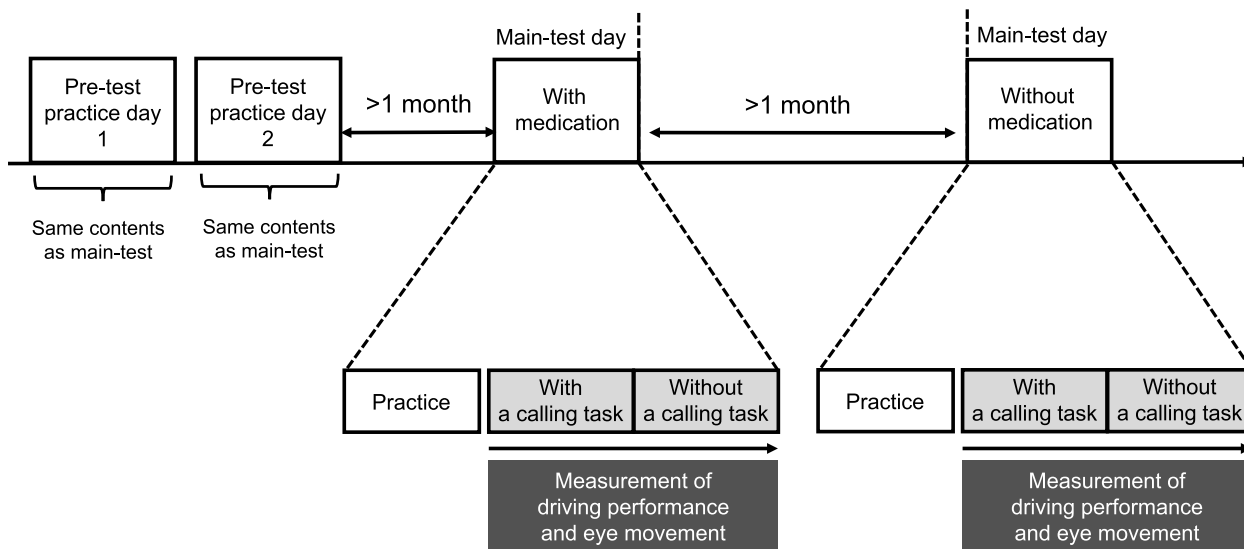 Pre-test
practice day
1
Pre-test
practice day
2
>1 month
Main-test day
With
medication
>1 month
Main-test day
Without
medication
Same contents
as main-test
Same contents
as main-test
Practice
With
a calling task
Without
a calling task
Practice
With
a calling task
Without
a calling task
Measurement of
driving performance
and eye movement
Measurement of
driving performance
and eye movement